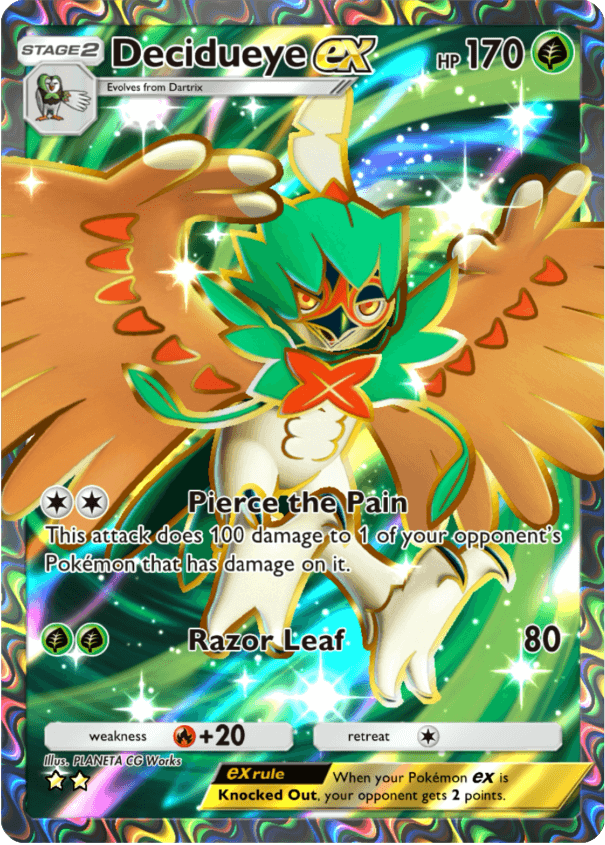 STAGE 2 Decidueye ex HP 170
Evolves from Dartrix
Pierce the Pain
This attack does 100 damage to 1 of your opponent's
Pokémon that has damage on it.
Razor Leaf 80
weakness +20 retreat
Illus. PLANETA CG Works
ex rule When your Pokémon ex is
Knocked Out, your opponent gets 2 points.